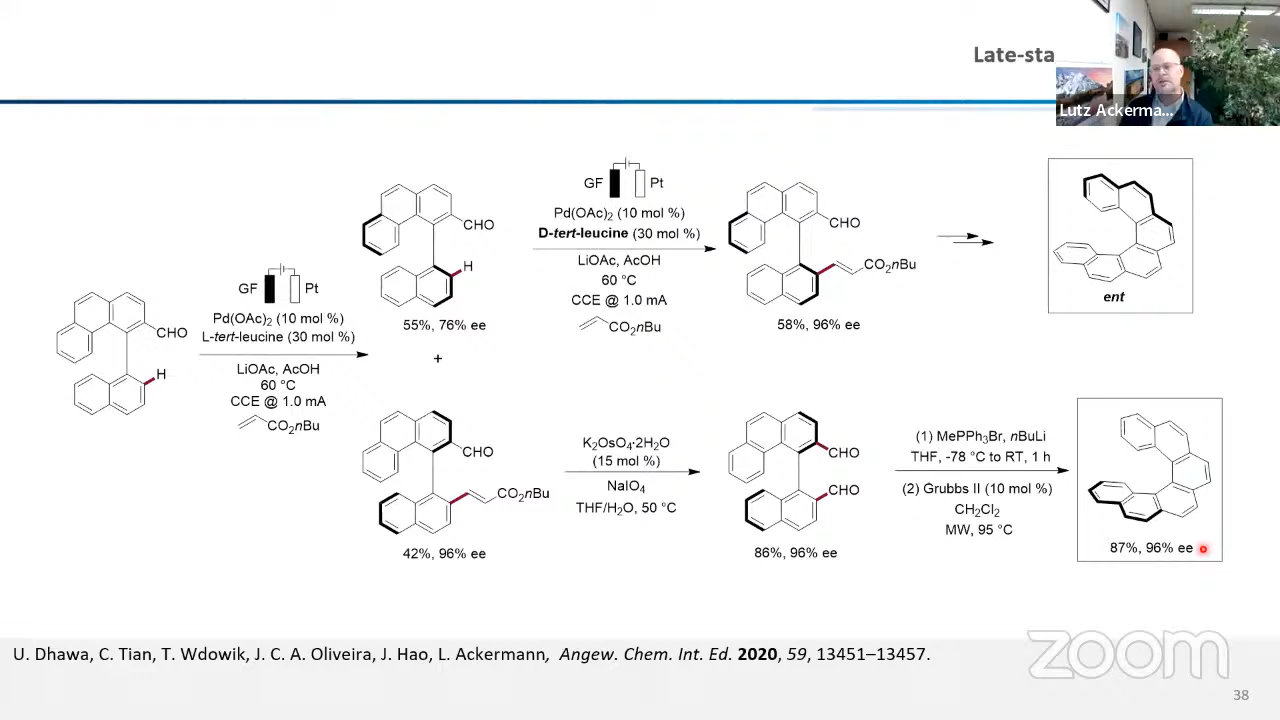 Late-sta
Lutz Ackerma...
GF Pt
Pd(OAc)₂ (10 mol %)
L-tert-leucine (30 mol %)
LiOAc, AcOH
60 °C
CCE @ 1.0 mA
CO₂nBu
CHO
H
CHO
H
55%, 76% ee
+
CHO
CO₂nBu
42%, 96% ee
GF Pt
Pd(OAc)₂ (10 mol %)
D-tert-leucine (30 mol %)
LiOAc, AcOH
60 °C
CCE @ 1.0 mA
CO₂nBu
CHO
CO₂nBu
58%, 96% ee
ent
K₂OsO₄·2H₂O
(15 mol %)
NaIO₄
THF/H₂O, 50 °C
CHO
CHO
86%, 96% ee
(1) MePPh₃Br, nBuLi
THF, -78 °C to RT, 1 h
(2) Grubbs II (10 mol %)
CH₂Cl₂
MW, 95 °C
87%, 96% ee
U. Dhawa, C. Tian, T. Wdowik, J. C. A. Oliveira, J. Hao, L. Ackermann, Angew. Chem. Int. Ed. 2020, 59, 13451–13457.
zoom
38